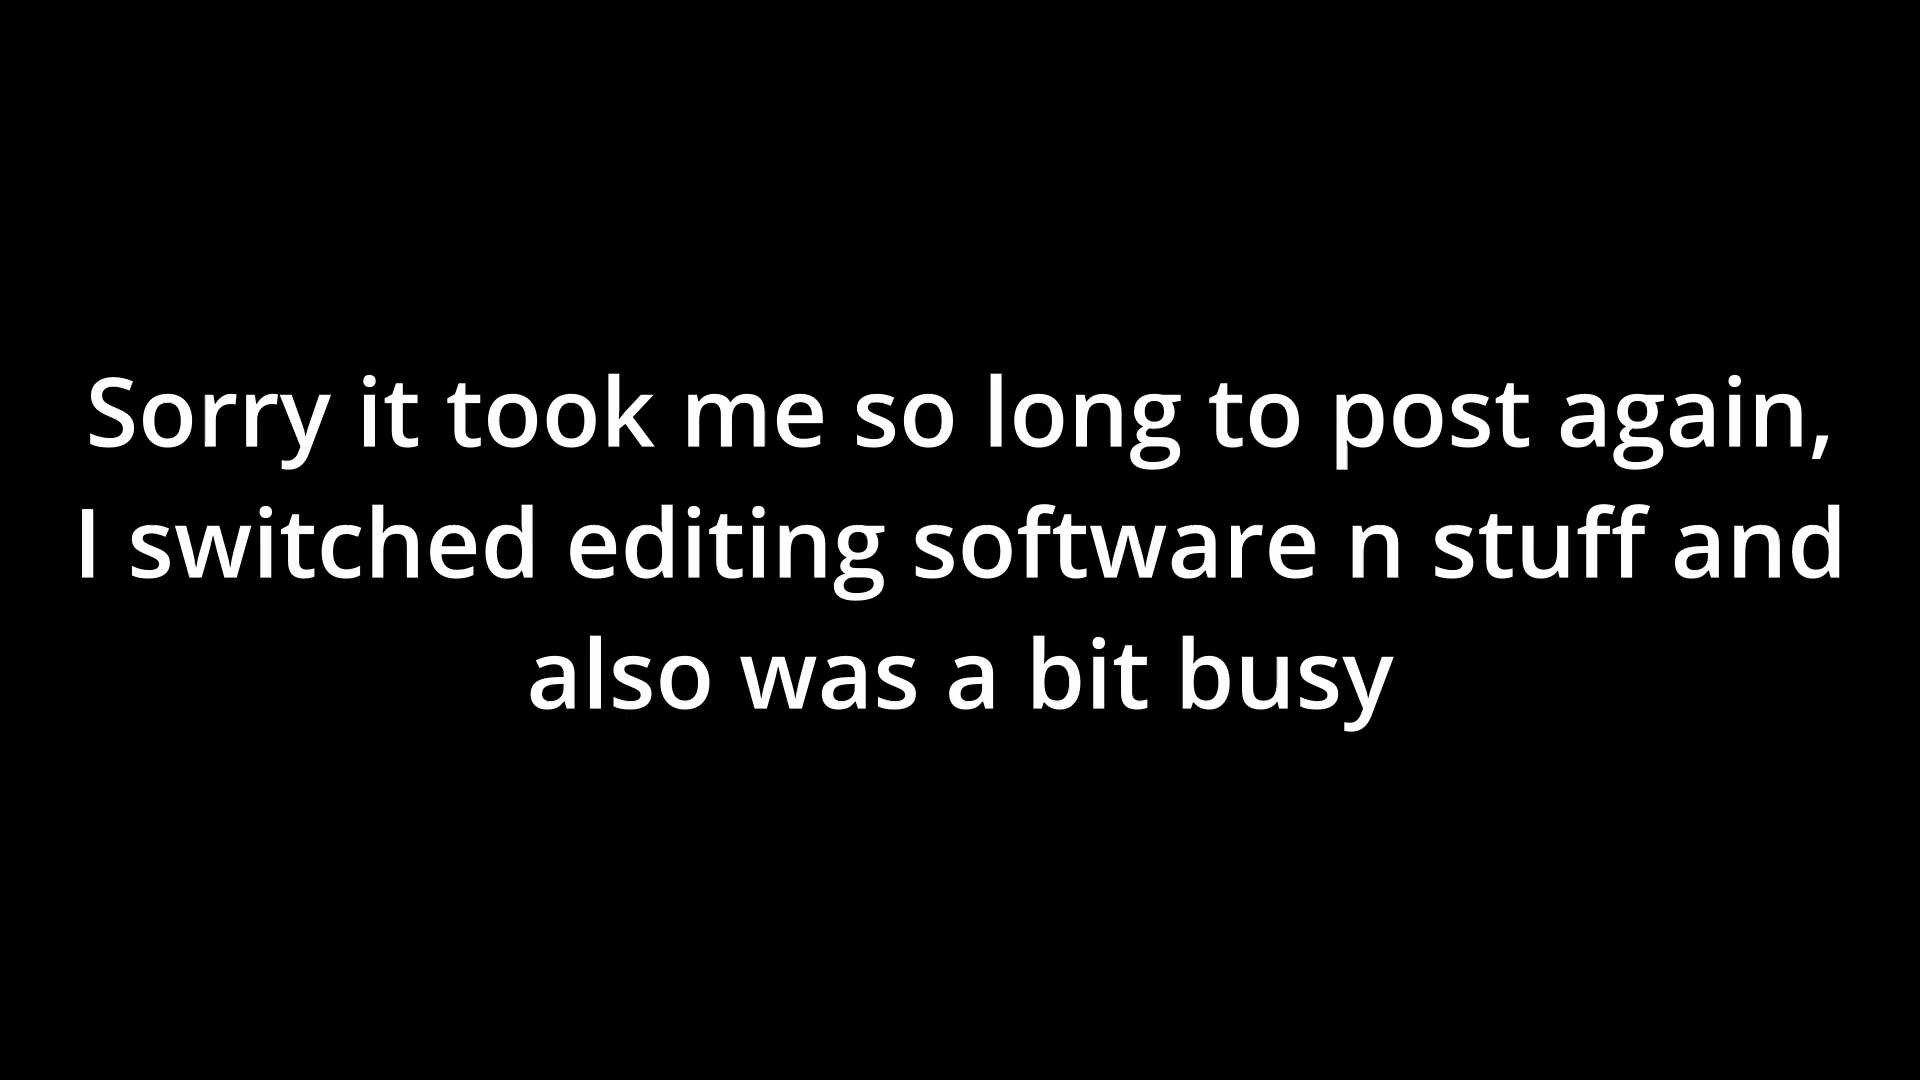 Sorry it took me so long to post again,
I switched editing software n stuff and
also was a bit busy